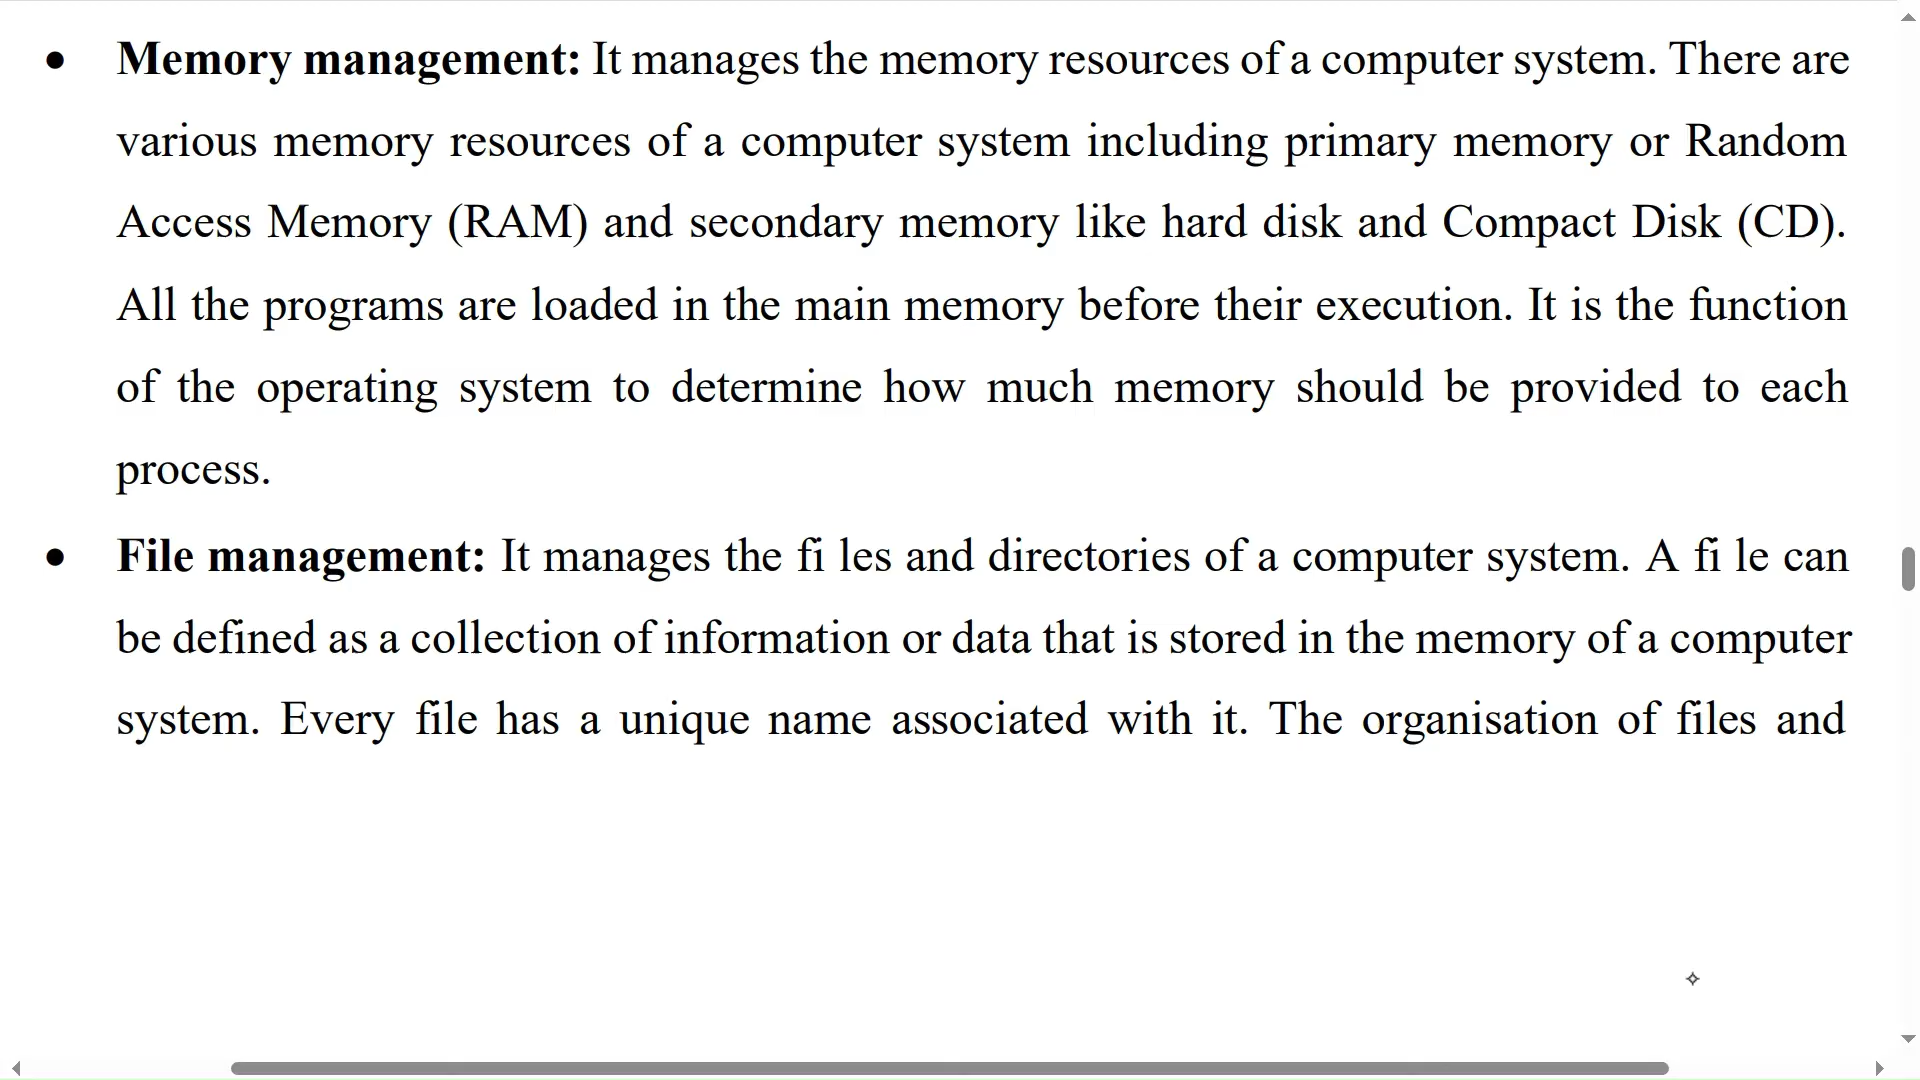 • Memory management: It manages the memory resources of a computer system. There are
various memory resources of a computer system including primary memory or Random
Access Memory (RAM) and secondary memory like hard disk and Compact Disk (CD).
All the programs are loaded in the main memory before their execution. It is the function
of the operating system to determine how much memory should be provided to each
process.
• File management: It manages the fi les and directories of a computer system. A fi le can
be defined as a collection of information or data that is stored in the memory of a computer
system. Every file has a unique name associated with it. The organisation of files and